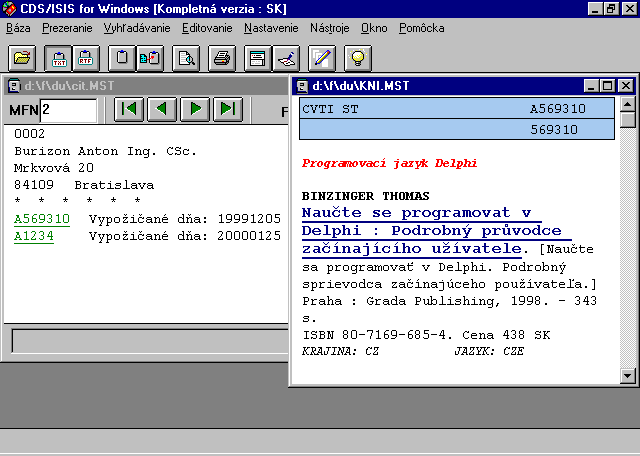 CDS/ISIS for Windows [Kompletná verzia : SK]
Báza Prezeranie Vyhľadávanie Editovanie Nastavenie Nástroje Okno Pomôcka
TXT RTF
d:\f\du\cit.MST
MFN 2 F
0002
Burizon Anton Ing. CSc.
Mrkvová 20
84109 Bratislava
* * * * * *
A569310 Vypožičané dňa: 19991205
A1234 Vypožičané dňa: 20000125
d:\f\du\KNI.MST
CVTI ST A569310
569310
Programovací jazyk Delphi
BINZINGER THOMAS
Naučte se programovat v
Delphi : Podrobný průvodce
začínajícího uživatele. [Naučte
sa programovať v Delphi. Podrobný
sprievodca začínajúceho používateľa.]
Praha : Grada Publishing, 1998. - 343
s.
ISBN 80-7169-685-4. Cena 438 SK
KRAJINA: CZ JAZYK: CZE